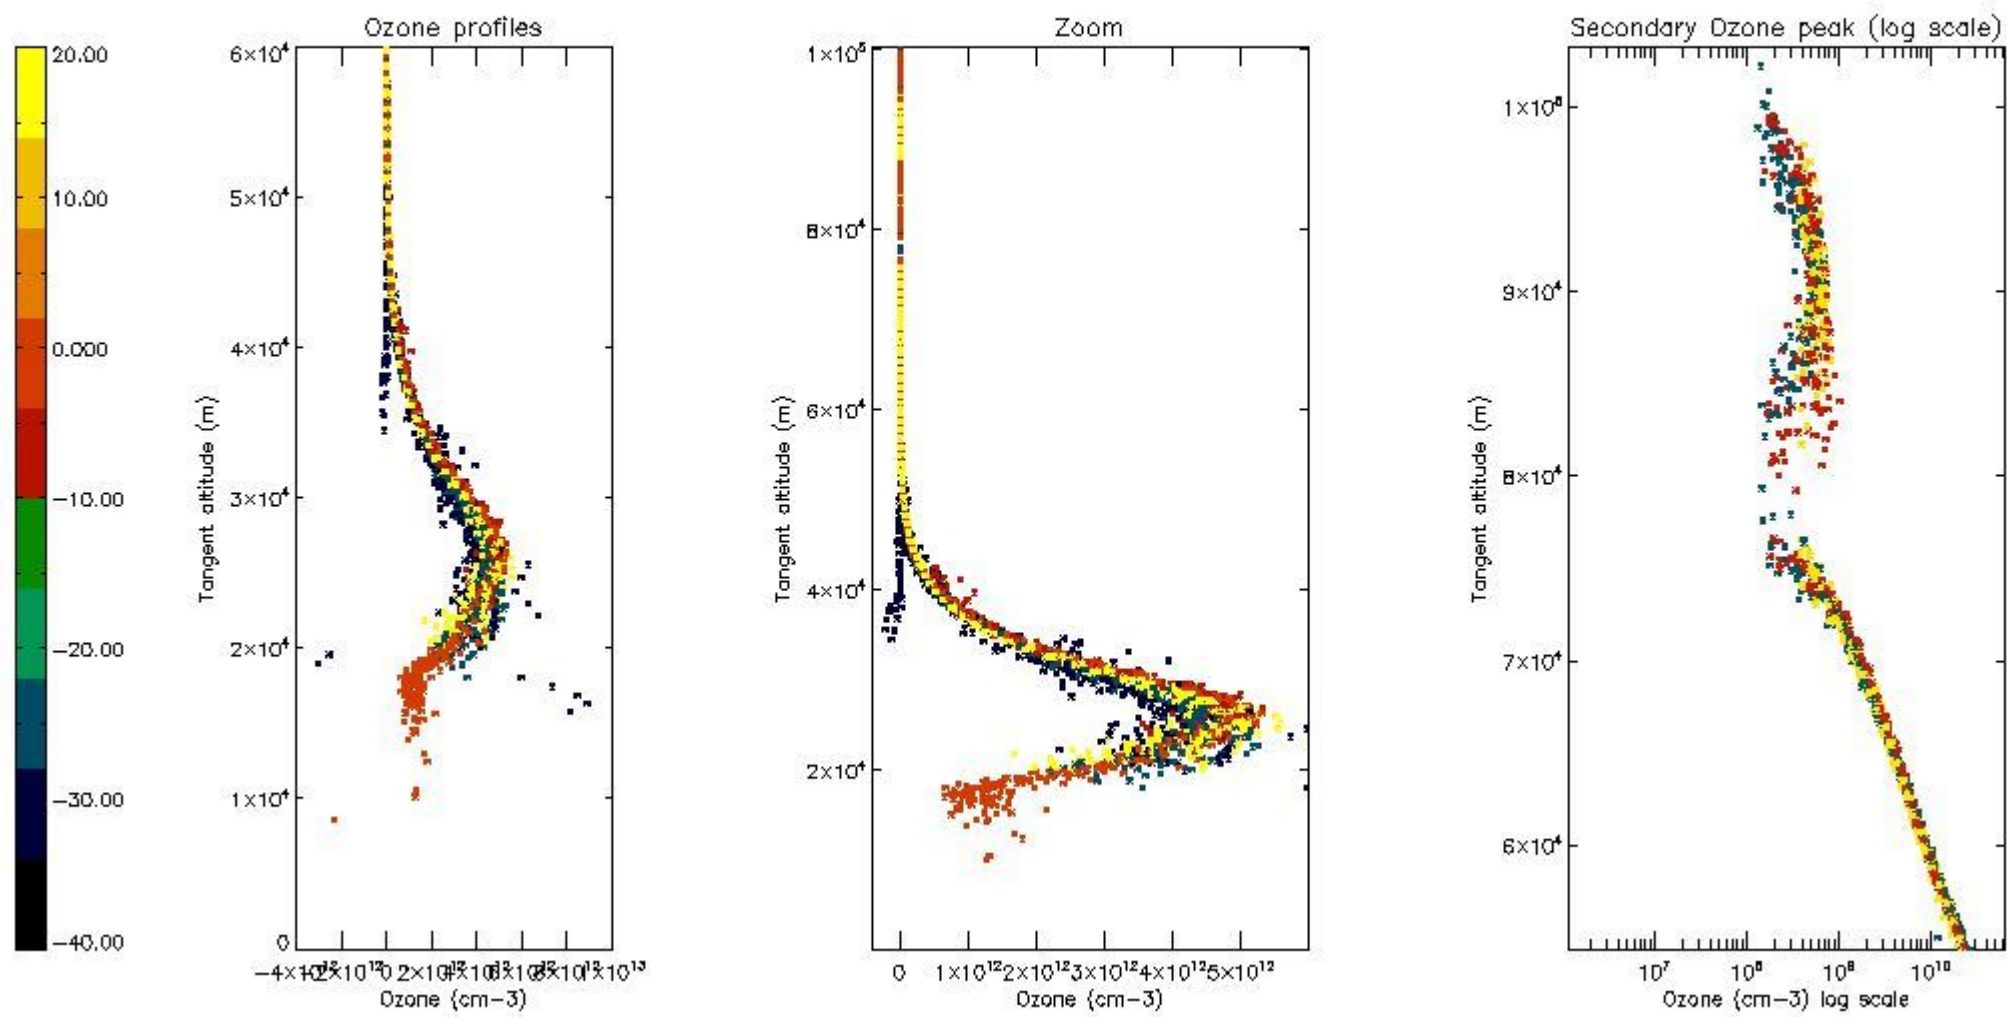 Ozone profiles
Zoom
Secondary Ozone peak (log scale)
20.00
10.00
0.000
−10.00
−20.00
−30.00
−40.00
6×10⁴
5×10⁴
4×10⁴
3×10⁴
2×10⁴
1×10⁴
0
Tangent altitude (m)
Ozone (cm−3)
1×10⁵
8×10⁴
6×10⁴
4×10⁴
2×10⁴
Tangent altitude (m)
0 1×10¹² 2×10¹² 3×10¹² 4×10¹² 5×10¹²
Ozone (cm−3)
1×10⁵
9×10⁴
8×10⁴
7×10⁴
6×10⁴
Tangent altitude (m)
10⁷ 10⁸ 10⁹ 10¹⁰
Ozone (cm−3) log scale